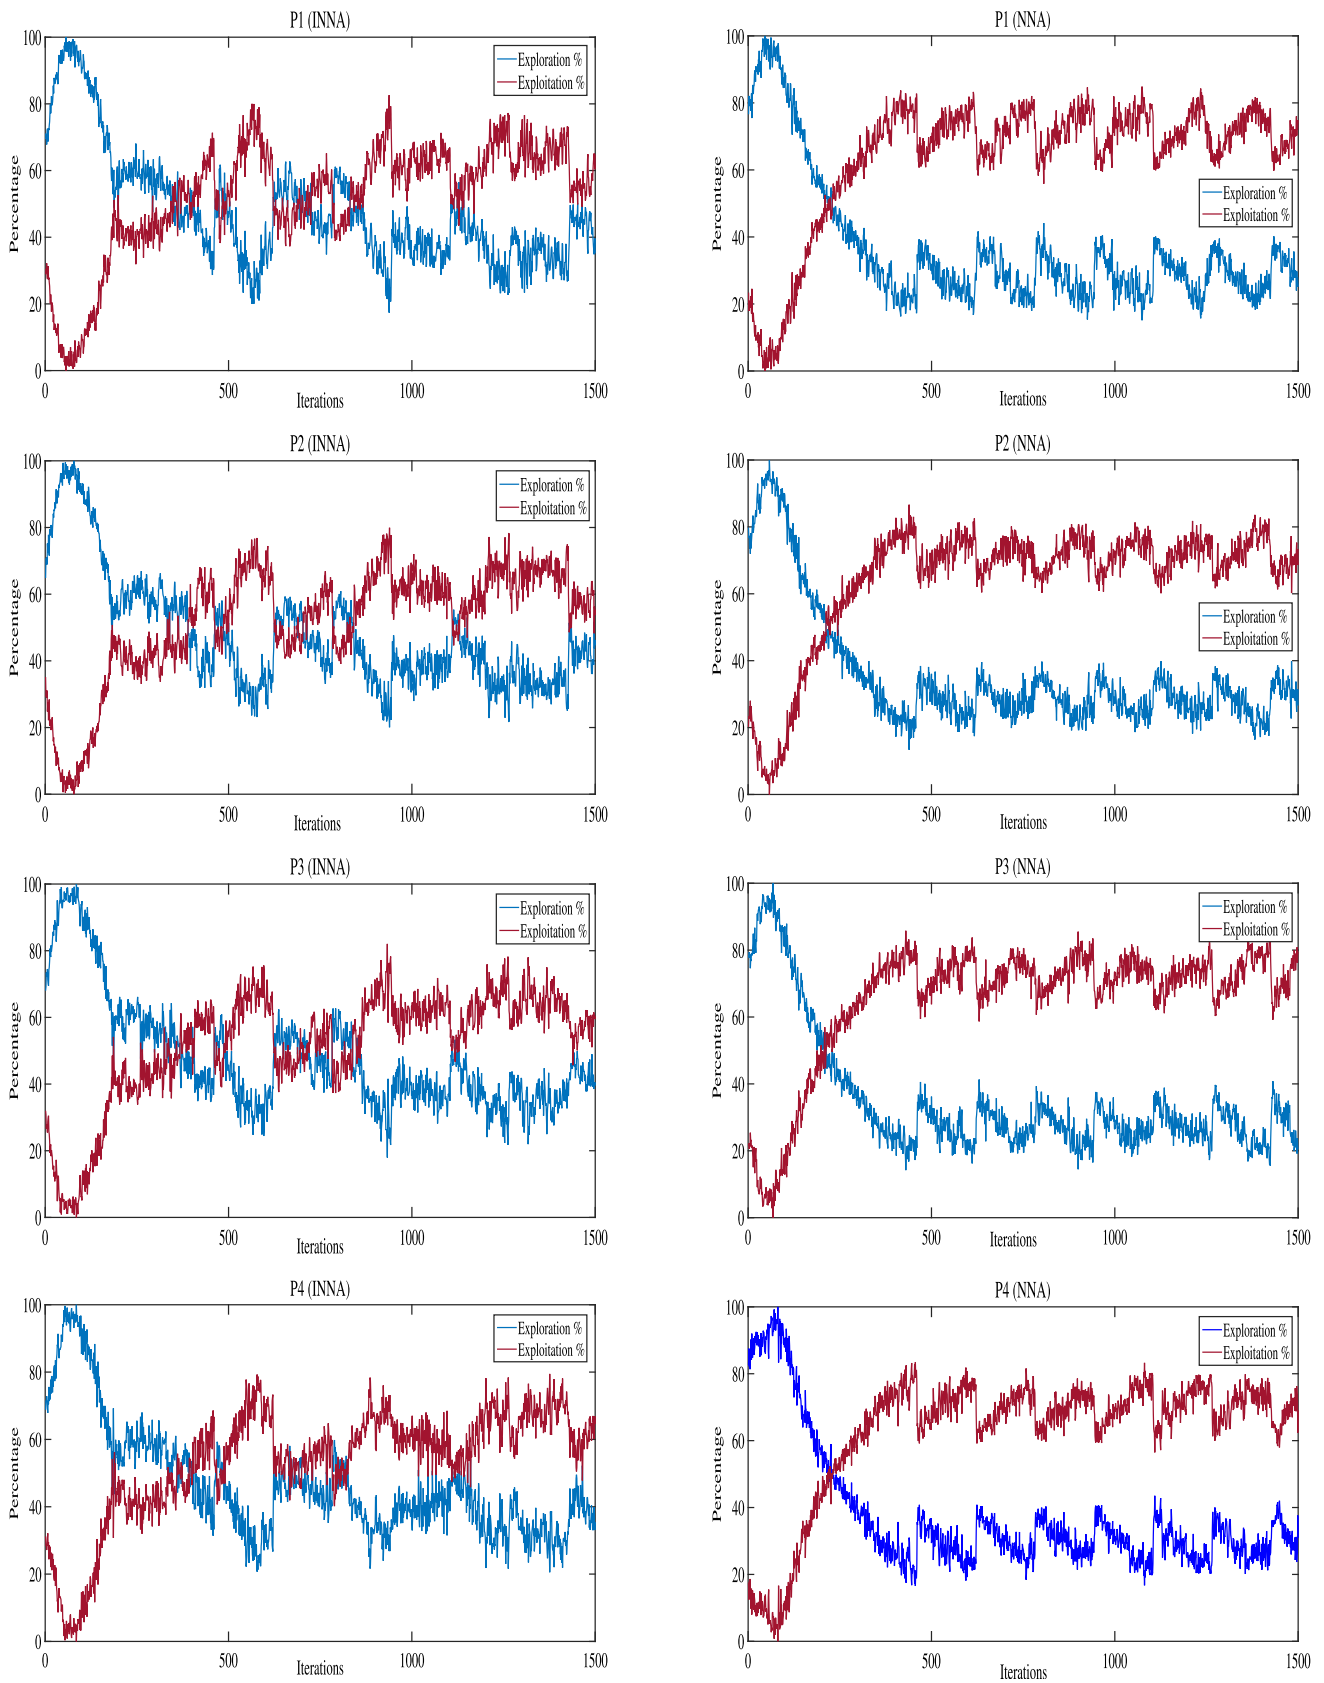 P1 (INNA)
100
80
60
40
20
0
Percentage
0
500
1000
1500
Iterations
Exploration %
Exploitation %
P1 (NNA)
100
80
60
40
20
0
Percentage
0
500
1000
1500
Iterations
Exploration %
Exploitation %
P2 (INNA)
100
80
60
40
20
0
Percentage
0
500
1000
1500
Iterations
Exploration %
Exploitation %
P2 (NNA)
100
80
60
40
20
0
Percentage
0
500
1000
1500
Iterations
Exploration %
Exploitation %
P3 (INNA)
100
80
60
40
20
0
Percentage
0
500
1000
1500
Iterations
Exploration %
Exploitation %
P3 (NNA)
100
80
60
40
20
0
Percentage
0
500
1000
1500
Iterations
Exploration %
Exploitation %
P4 (INNA)
100
80
60
40
20
0
Percentage
0
500
1000
1500
Iterations
Exploration %
Exploitation %
P4 (NNA)
100
80
60
40
20
0
Percentage
0
500
1000
1500
Iterations
Exploration %
Exploitation %